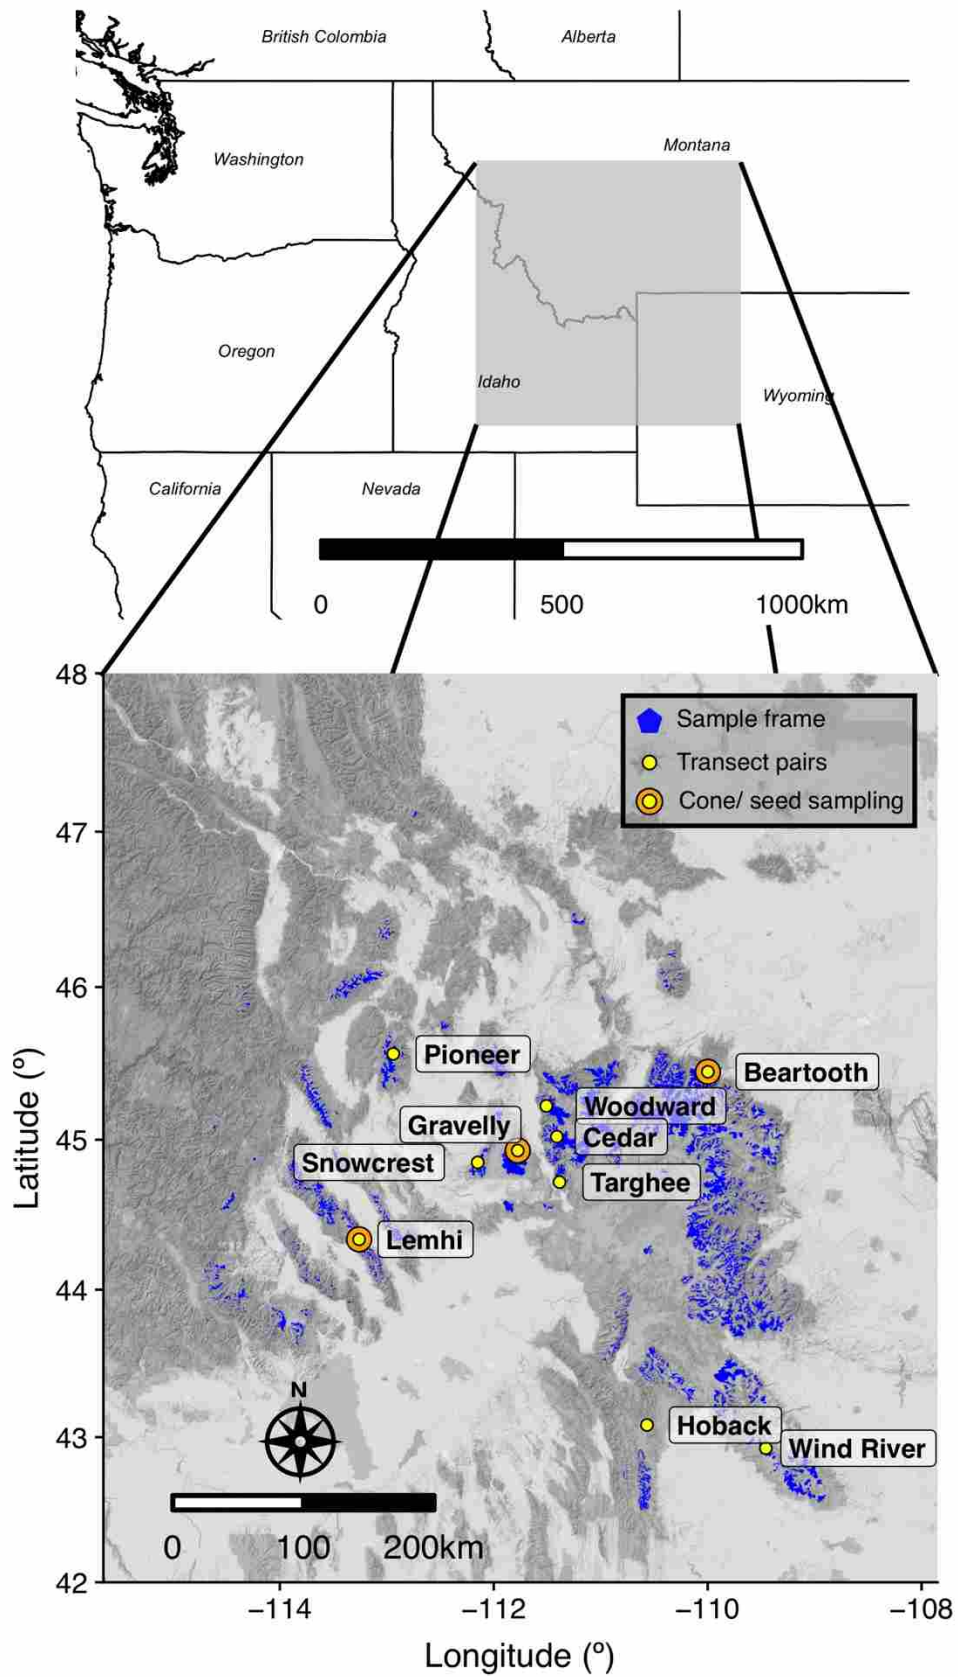 British Colombia
Alberta
Montana
Washington
Oregon
Idaho
Wyoming
California
Nevada
0 500 1000km
48
Sample frame
Transect pairs
Cone/ seed sampling
47
46
Pioneer
Beartooth
Woodward
Gravelly
Cedar
45
Snowcrest
Targhee
Lemhi
44
N
Hoback
43
Wind River
0 100 200km
42
−114 −112 −110 −108
Latitude (º)
Longitude (º)